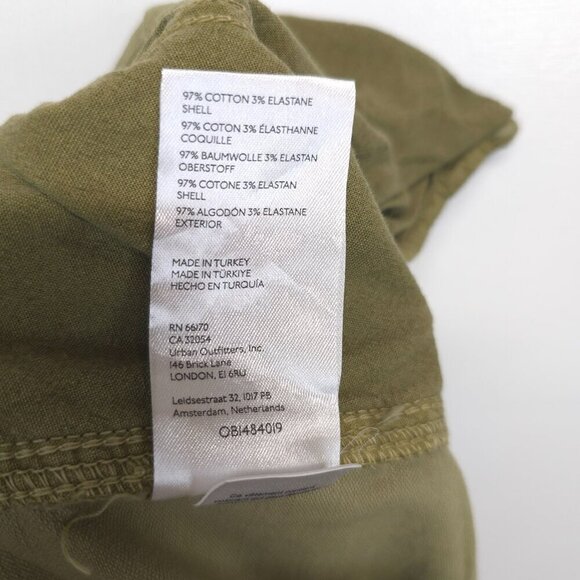 97% COTTON 3% ELASTANE
SHELL
97% COTON 3% ÉLASTHANNE
COQUILLE
97% BAUMWOLLE 3% ELASTAN
OBERSTOFF
97% COTONE 3% ELASTAN
SHELL
97% ALGODÓN 3% ELASTANE
EXTERIOR
MADE IN TURKEY
MADE IN TÜRKIYE
HECHO EN TURQUÍA
RN 66170
CA 32054
Urban Outfitters, Inc.
146 Brick Lane
LONDON, E1 6RU
Leidsestraat 32, 1017 PB
Amsterdam, Netherlands
QB1484019
Ce vêtement